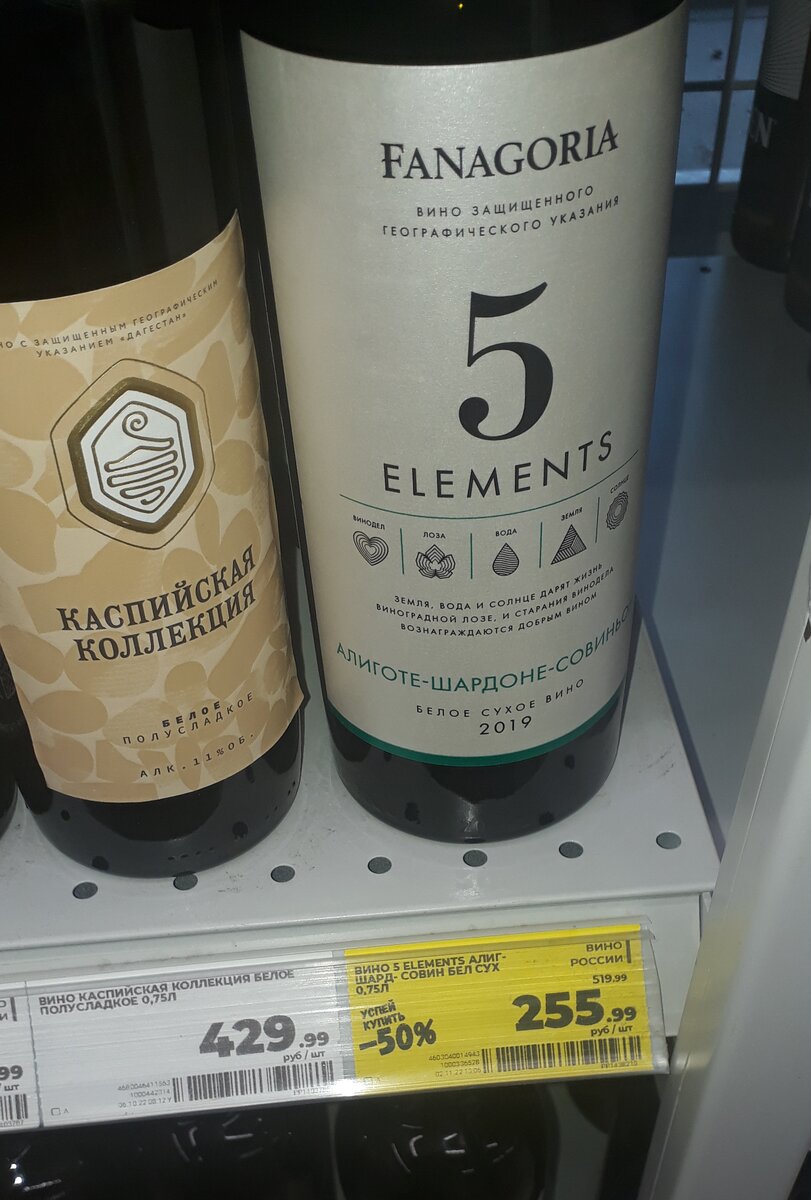 ВИНО С ЗАЩИЩЕННЫМ ГЕОГРАФИЧЕСКИМ
УКАЗАНИЕМ «ДАГЕСТАН»
КАСПИЙСКАЯ
КОЛЛЕКЦИЯ
БЕЛОЕ
ПОЛУСЛАДКОЕ
АЛК. 11% ОБ.
FANAGORIA
ВИНО ЗАЩИЩЕННОГО
ГЕОГРАФИЧЕСКОГО УКАЗАНИЯ
5
ELEMENTS
ВИНОДЕЛ
ЛОЗА
ВОДА
ЗЕМЛЯ
СОЛНЦЕ
ЗЕМЛЯ, ВОДА И СОЛНЦЕ ДАРЯТ ЖИЗНЬ
ВИНОГРАДНОЙ ЛОЗЕ, И СТАРАНИЯ ВИНОДЕЛА
ВОЗНАГРАЖДАЮТСЯ ДОБРЫМ ВИНОМ
АЛИГОТЕ-ШАРДОНЕ-СОВИНЬО
БЕЛОЕ СУХОЕ ВИНО
2019
ВИНО КАСПИЙСКАЯ КОЛЛЕКЦИЯ БЕЛОЕ
ПОЛУСЛАДКОЕ 0,75Л
429.99
руб / шт
ВИНО 5 ELEMENTS АЛИГ-
ШАРД- СОВИН БЕЛ СУХ
0,75Л
ВИНО
РОССИИ
УСПЕЙ
КУПИТЬ
–50%
519.99
255.99
руб / шт